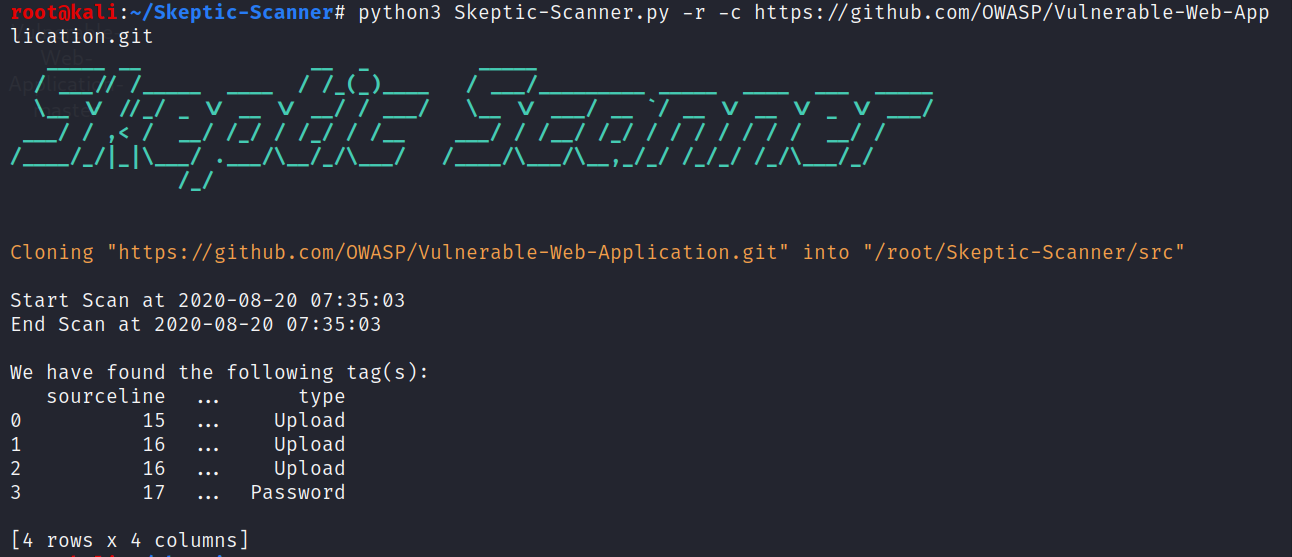 root@kali:~/Skeptic-Scanner# python3 Skeptic-Scanner.py -r -c https://github.com/OWASP/Vulnerable-Web-App
lication.git
Skeptic Scanner
Cloning "https://github.com/OWASP/Vulnerable-Web-Application.git" into "/root/Skeptic-Scanner/src"
Start Scan at 2020-08-20 07:35:03
End Scan at 2020-08-20 07:35:03
We have found the following tag(s):
   sourceline  ...      type
0          15  ...    Upload
1          16  ...    Upload
2          16  ...    Upload
3          17  ...  Password
[4 rows x 4 columns]